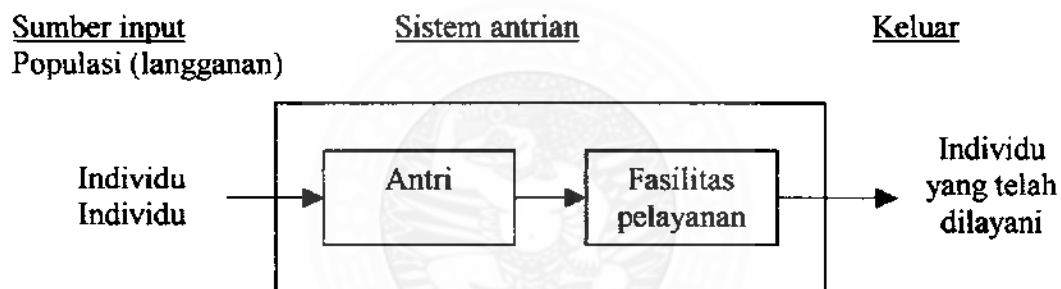 Sumber input
Populasi (langganan)
Sistem antrian
Keluar
Individu
Individu
Antri
Fasilitas
pelayanan
Individu
yang telah
dilayani